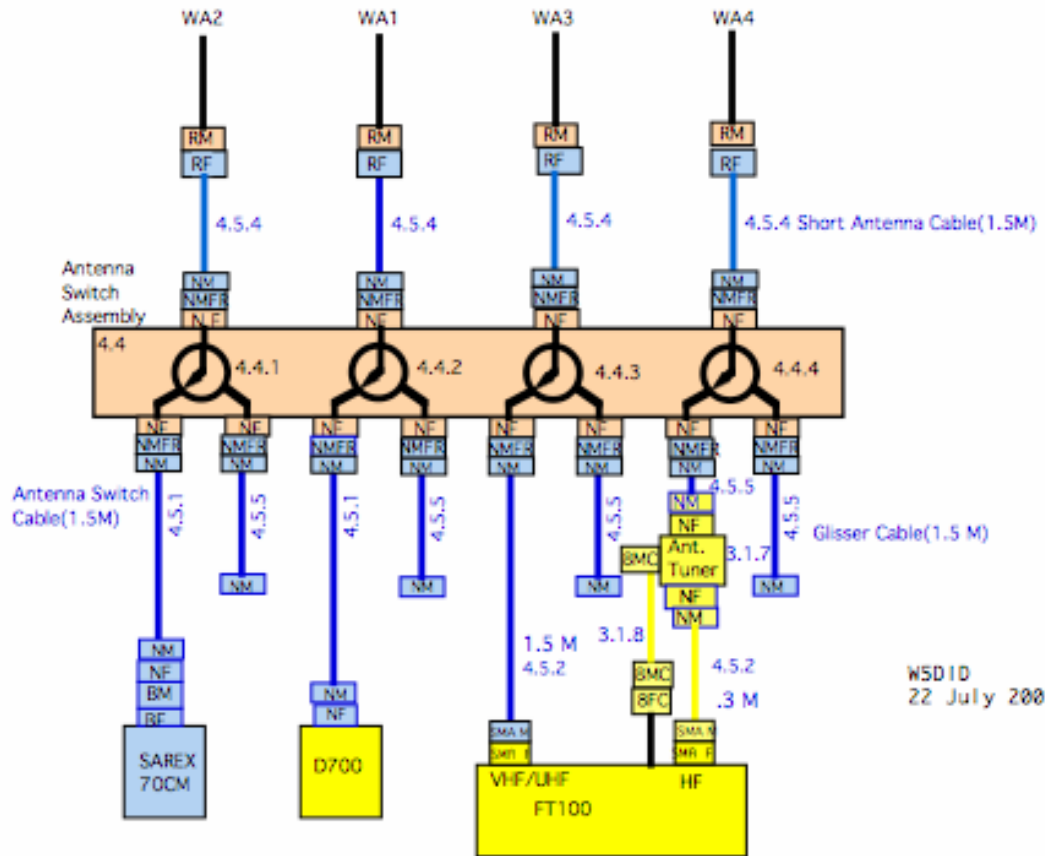 WA2 WA1 WA3 WA4
RM RM RM RM
RF RF RF RF
4.5.4 4.5.4 4.5.4 4.5.4 Short Antenna Cable(1.5M)
Antenna
Switch
Assembly
NM NM NM NM
NMFR NMFR NMFR NMFR
NF NF NF NF
4.4
4.4.1 4.4.2 4.4.3 4.4.4
NF NF NF NF NF NF NF NF
NMFR NMFR NMFR NMFR NMFR NMFR NMFR NMFR
NM NM NM NM NM NM NM NM
Antenna Switch
Cable(1.5M)
4.5.1 4.5.5 4.5.1 4.5.5 4.5.5 4.5.5 4.5.5
Glisser Cable(1.5 M)
NM
NF
Ant.
Tuner
3.1.7
8MC
NM NM NM NM
NF
NM
3.1.8
1.5 M
4.5.2
4.5.2
.3 M
NM
NF
BM
BF
NM
NF
8MC
8FC
SMA M SMA M
SMA F SMA F
SAREX
70CM
D700
VHF/UHF HF
FT100
W5DID
22 July 200